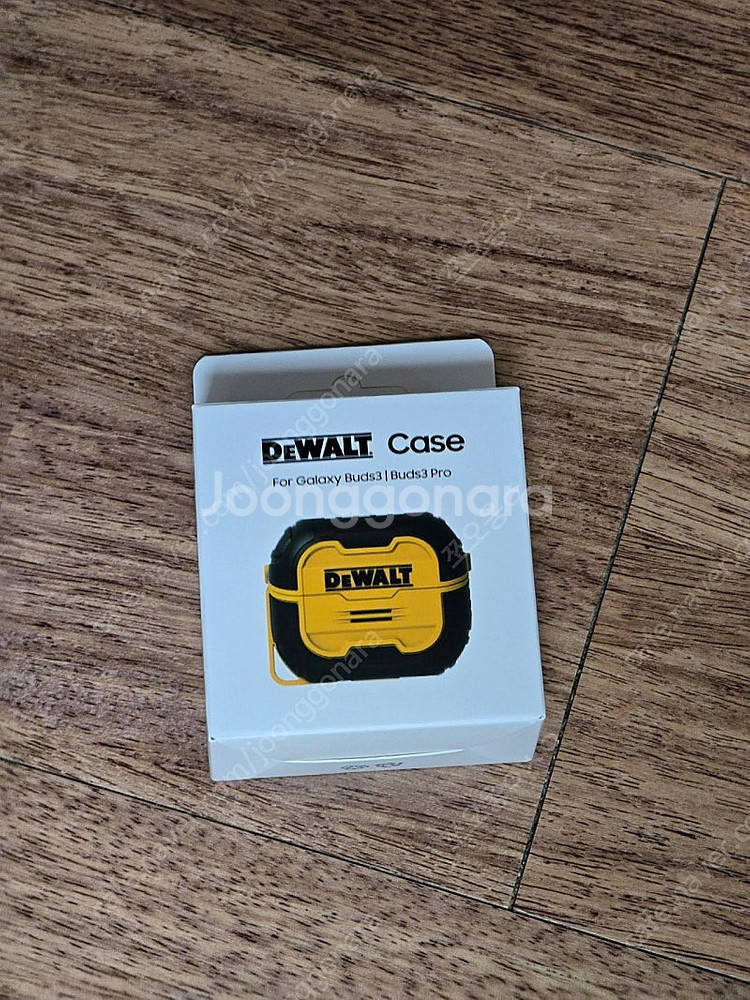 DEWALT Case
For Galaxy Buds3 | Buds3 Pro
Joonggonara
DEWALT